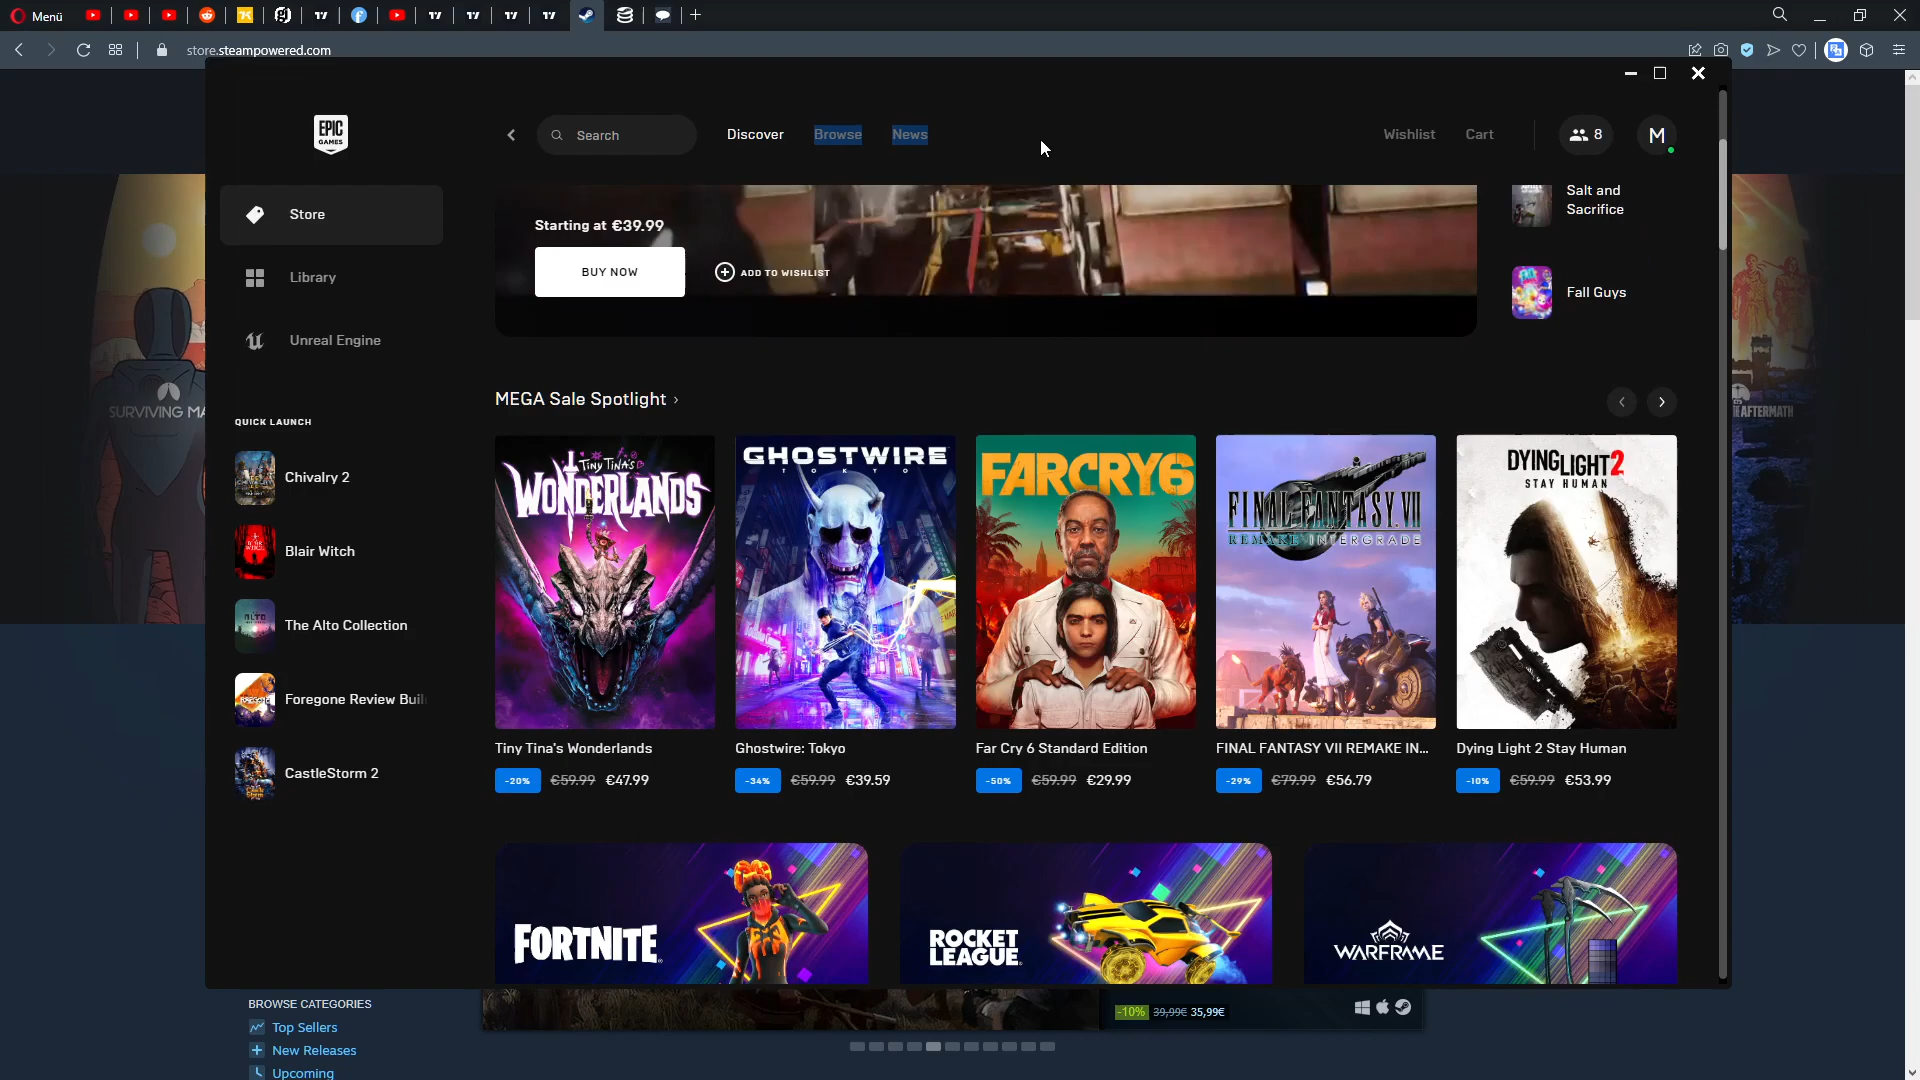 Menü
store.steampowered.com
EPIC
GAMES
Search
Discover
Browse
News
Wishlist
Cart
8
M
Store
Library
Unreal Engine
QUICK LAUNCH
Chivalry 2
Blair Witch
The Alto Collection
Foregone Review Buil
CastleStorm 2
Starting at €39.99
BUY NOW
ADD TO WISHLIST
Salt and
Sacrifice
Fall Guys
MEGA Sale Spotlight
TINY TINA'S
WONDERLANDS
GHOSTWIRE
TOKYO
FARCRY6
FINAL FANTASY VII
REMAKE INTERGRADE
DYING LIGHT 2
STAY HUMAN
Tiny Tina's Wonderlands
-20% €59.99 €47.99
Ghostwire: Tokyo
-34% €59.99 €39.59
Far Cry 6 Standard Edition
-50% €59.99 €29.99
FINAL FANTASY VII REMAKE IN...
-29% €79.99 €56.79
Dying Light 2 Stay Human
-10% €59.99 €53.99
FORTNITE
ROCKET
LEAGUE
WARFRAME
SURVIVING MA
EAFTERMATH
BROWSE CATEGORIES
Top Sellers
New Releases
Upcoming
-10% 39,99€ 35,99€